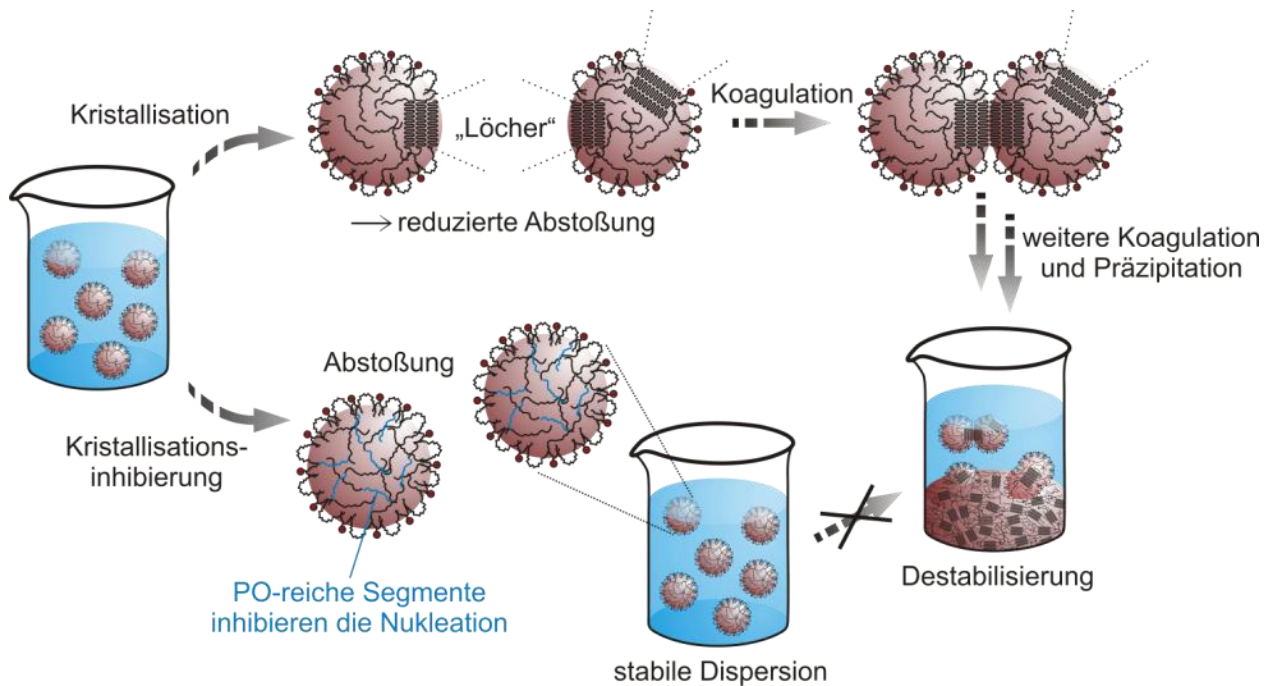 Kristallisation
„Löcher“
Koagulation
→ reduzierte Abstoßung
weitere Koagulation
und Präzipitation
Abstoßung
Kristallisations-
inhibierung
PO-reiche Segmente
inhibieren die Nukleation
stabile Dispersion
Destabilisierung